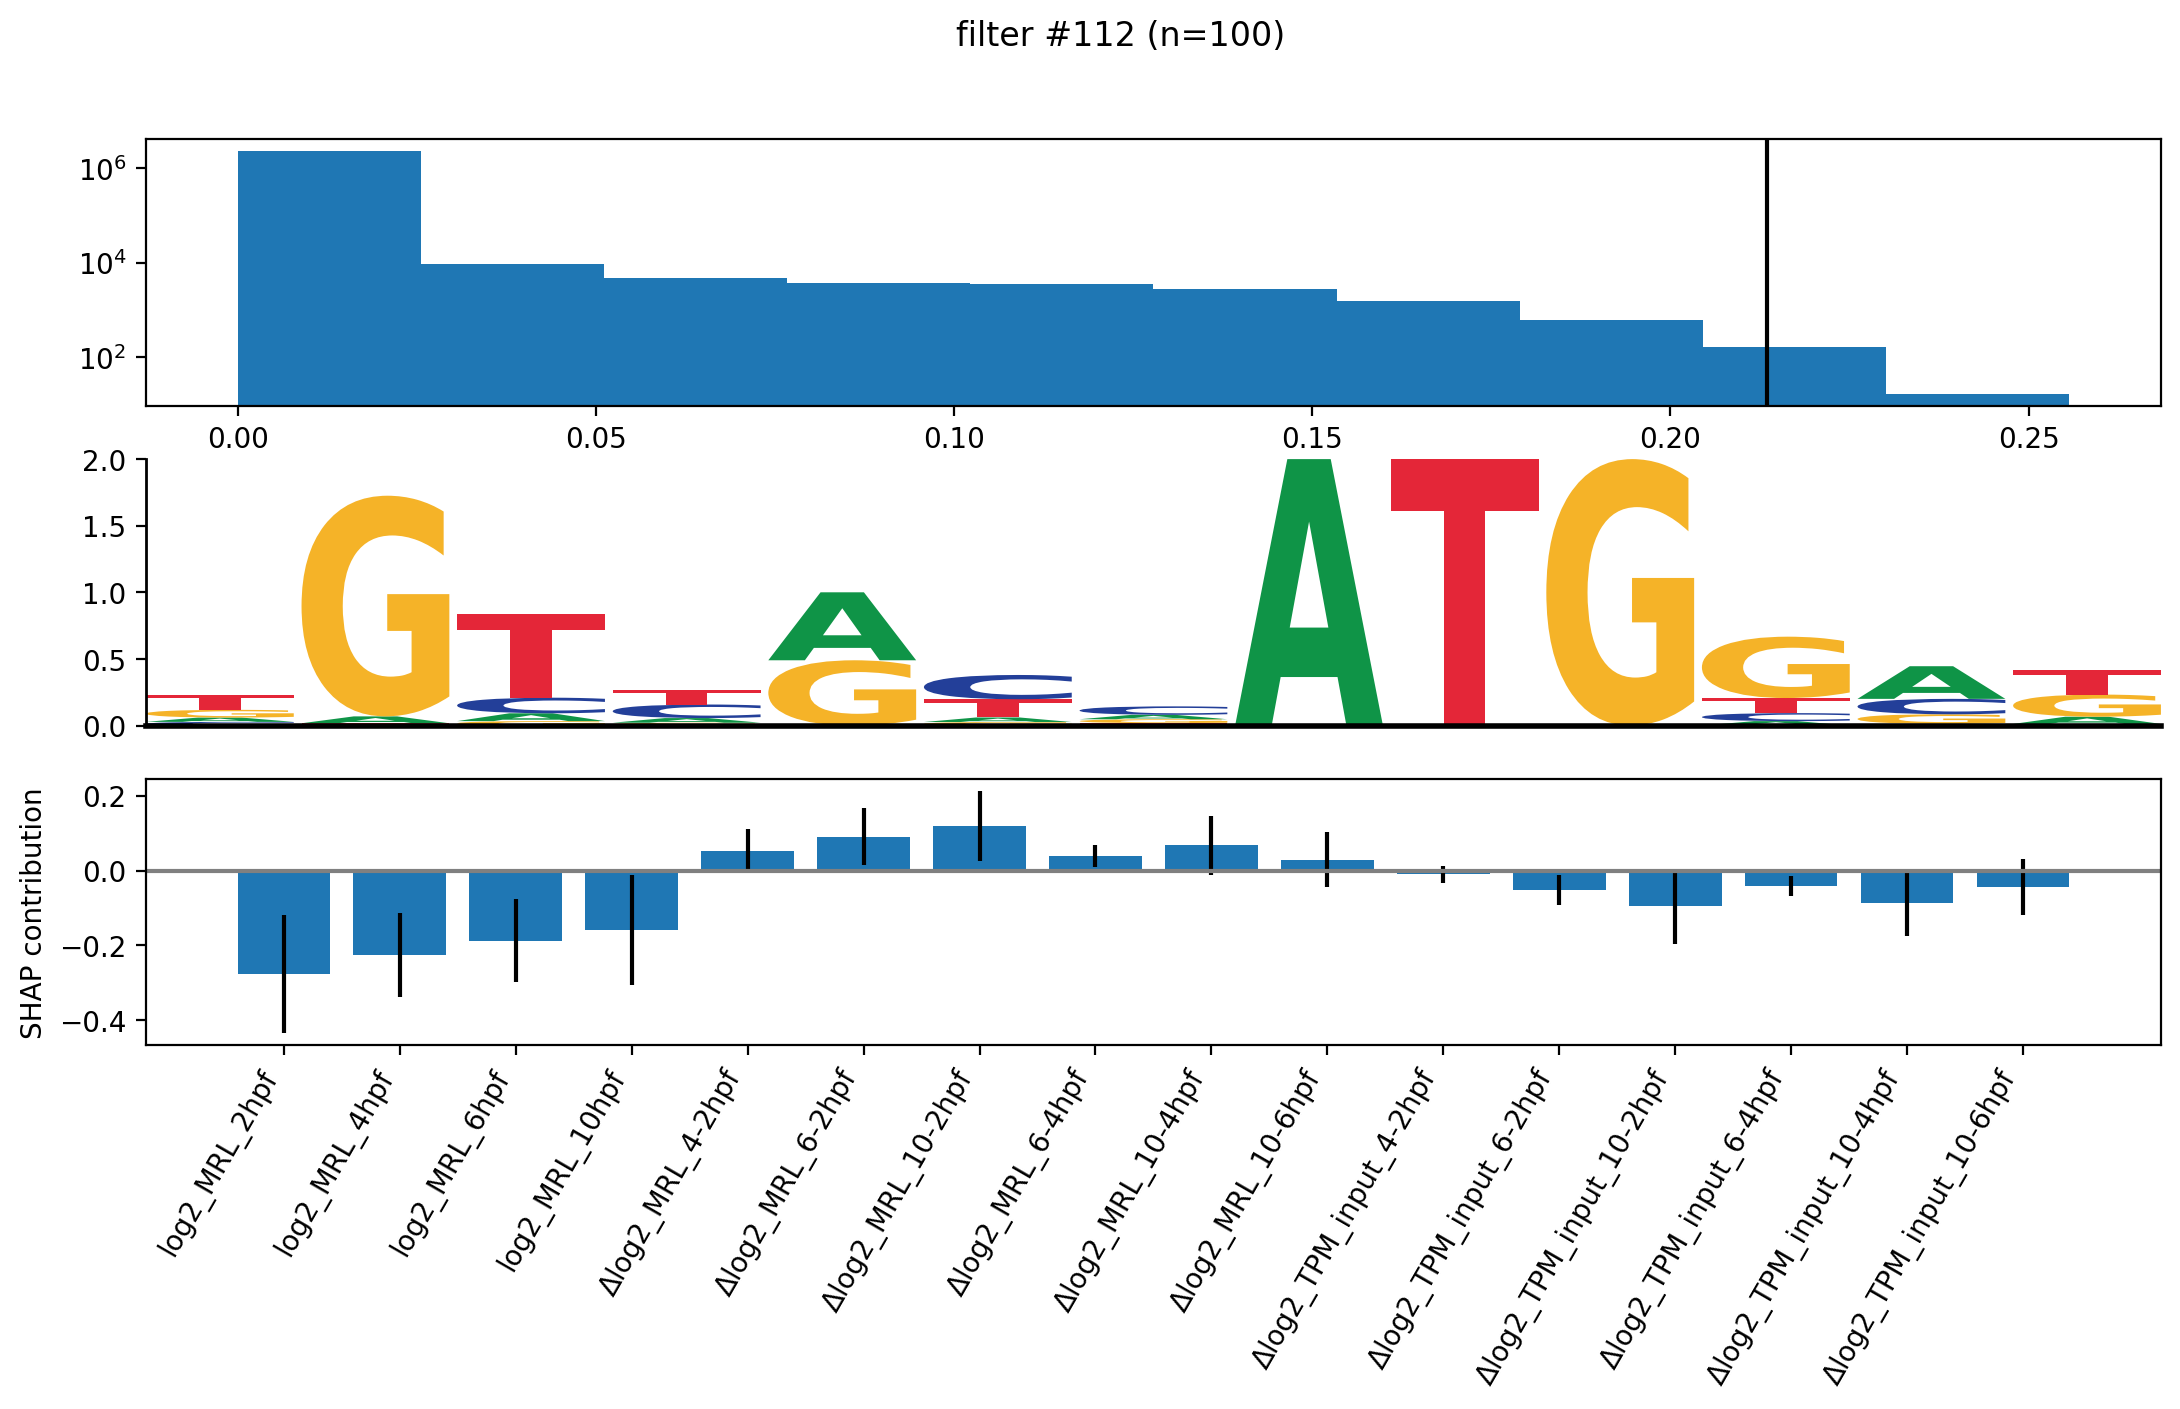 filter #112 (n=100)
10^6
10^4
10^2
0.00 0.05 0.10 0.15 0.20 0.25
2.0
1.5
1.0
0.5
0.0
SHAP contribution
0.2
0.0
−0.2
−0.4
log2_MRL_2hpf
log2_MRL_4hpf
log2_MRL_6hpf
log2_MRL_10hpf
Δlog2_MRL_4-2hpf
Δlog2_MRL_6-2hpf
Δlog2_MRL_10-2hpf
Δlog2_MRL_6-4hpf
Δlog2_MRL_10-4hpf
Δlog2_MRL_10-6hpf
Δlog2_TPM_input_4-2hpf
Δlog2_TPM_input_6-2hpf
Δlog2_TPM_input_10-2hpf
Δlog2_TPM_input_6-4hpf
Δlog2_TPM_input_10-4hpf
Δlog2_TPM_input_10-6hpf